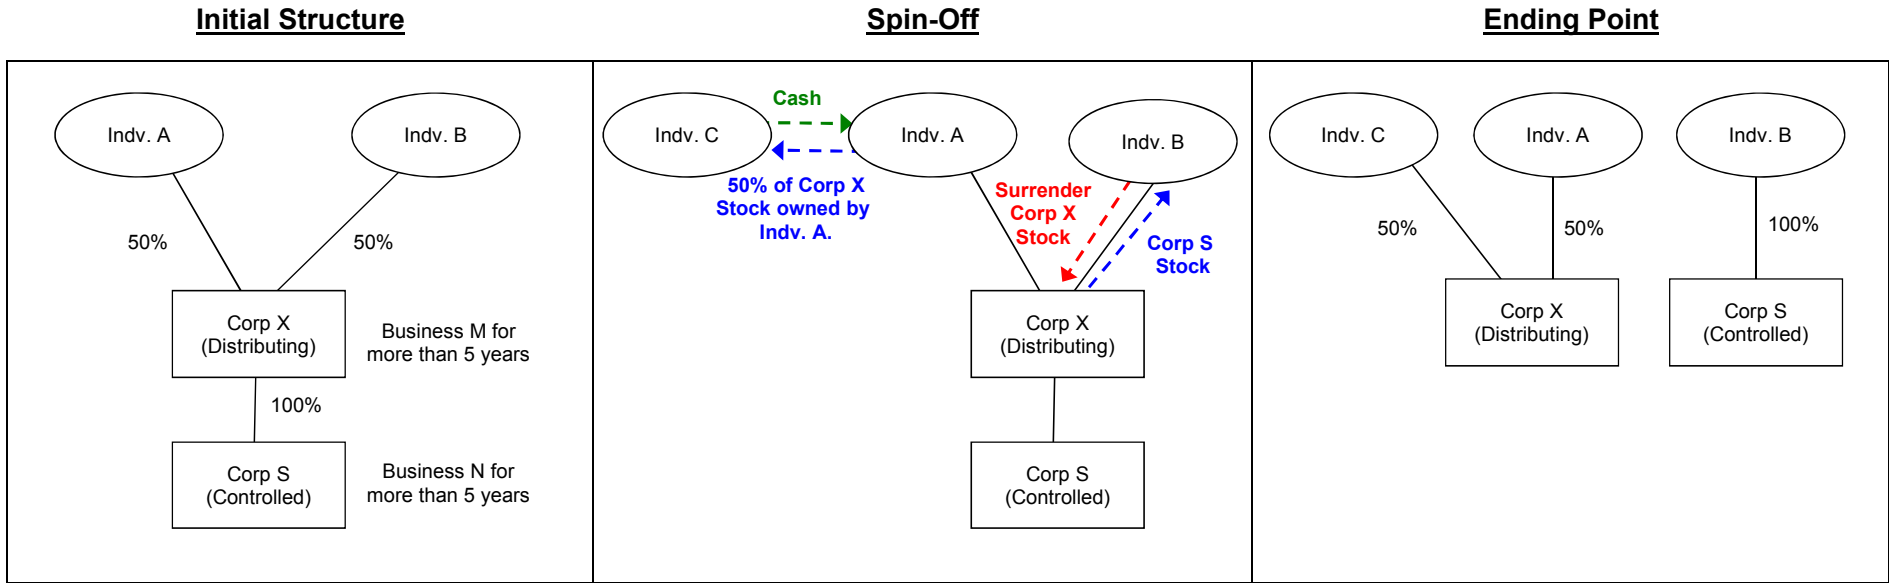 Initial Structure
Spin-Off
Ending Point
Indv. A
Indv. B
50%
50%
Corp X
(Distributing)
Business M for
more than 5 years
100%
Corp S
(Controlled)
Business N for
more than 5 years
Cash
Indv. C
Indv. A
Indv. B
50% of Corp X
Stock owned by
Indv. A.
Surrender
Corp X
Stock
Corp S
Stock
Corp X
(Distributing)
Corp S
(Controlled)
Indv. C
Indv. A
Indv. B
50%
50%
100%
Corp X
(Distributing)
Corp S
(Controlled)